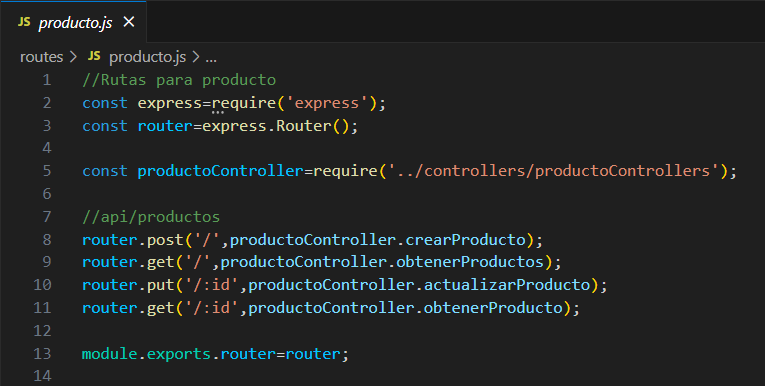 JS producto.js ×
routes > JS producto.js > ...
1 //Rutas para producto
2 const express=require('express');
3 const router=express.Router();
4
5 const productoController=require('../controllers/productoControllers');
6
7 //api/productos
8 router.post('/',productoController.crearProducto);
9 router.get('/',productoController.obtenerProductos);
10 router.put('/:id',productoController.actualizarProducto);
11 router.get('/:id',productoController.obtenerProducto);
12
13 module.exports.router=router;
14